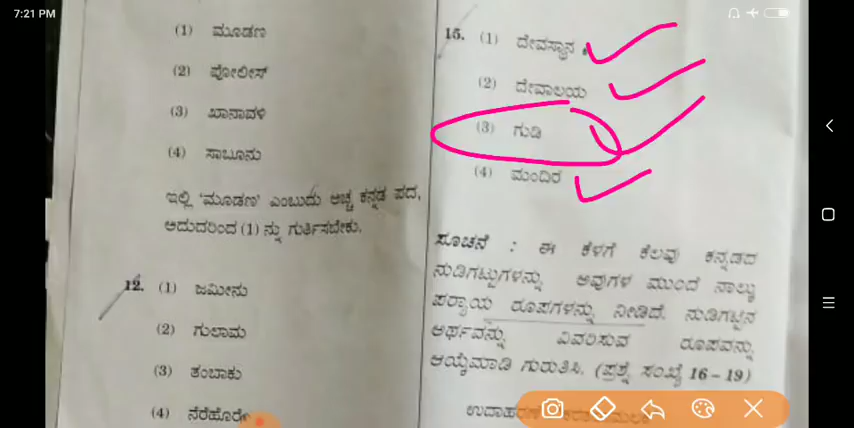 7:21 PM
(1) ಮೂಡಣ
(2) ಪೋಲೀಸ್
(3) ಖಾನಾವಳಿ
(4) ಸಾಬೂನು
ಇಲ್ಲಿ 'ಮೂಡಣ' ಎಂಬುದು ಅಚ್ಚ ಕನ್ನಡ ಪದ,
ಅದುದರಿಂದ (1) ನ್ನು ಗುರ್ತಿಸಬೇಕು.
12. (1) ಜಮೀನು
(2) ಗುಲಾಮ
(3) ತಂಬಾಕು
(4) ನೆರೆಹೊರೆ
15. (1) ದೇವಸ್ಥಾನ
(2) ದೇವಾಲಯ
(3) ಗುಡಿ
(4) ಮಂದಿರ
ಸೂಚನೆ : ಈ ಕೆಳಗೆ ಕೆಲವು ಕನ್ನಡದ
ನುಡಿಗಟ್ಟುಗಳನ್ನು ಅವುಗಳ ಮುಂದೆ ನಾಲ್ಕು
ಪರ್‍ಯಾಯ ರೂಪಗಳನ್ನು ನೀಡಿದೆ. ನುಡಿಗಟ್ಟಿನ
ಅರ್ಥವನ್ನು ವಿವರಿಸುವ ರೂಪವನ್ನು
ಆಯ್ಕೆಮಾಡಿ ಗುರುತಿಸಿ. (ಪ್ರಶ್ನೆ ಸಂಖ್ಯೆ 16 – 19)